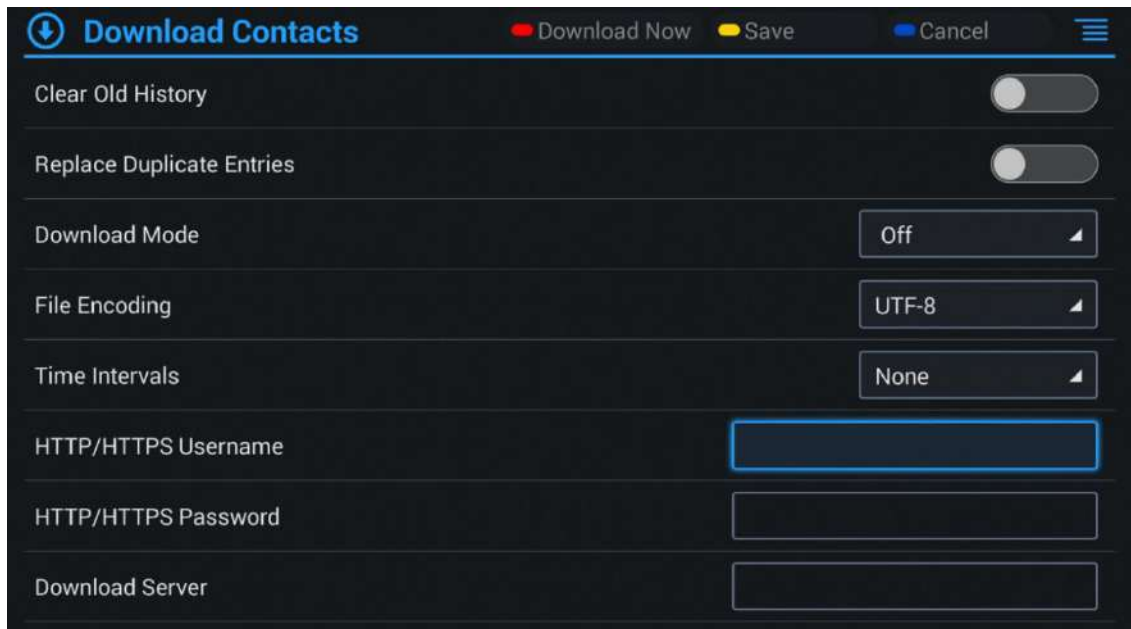 Download Contacts Download Now Save Cancel
Clear Old History
Replace Duplicate Entries
Download Mode Off
File Encoding UTF-8
Time Intervals None
HTTP/HTTPS Username
HTTP/HTTPS Password
Download Server